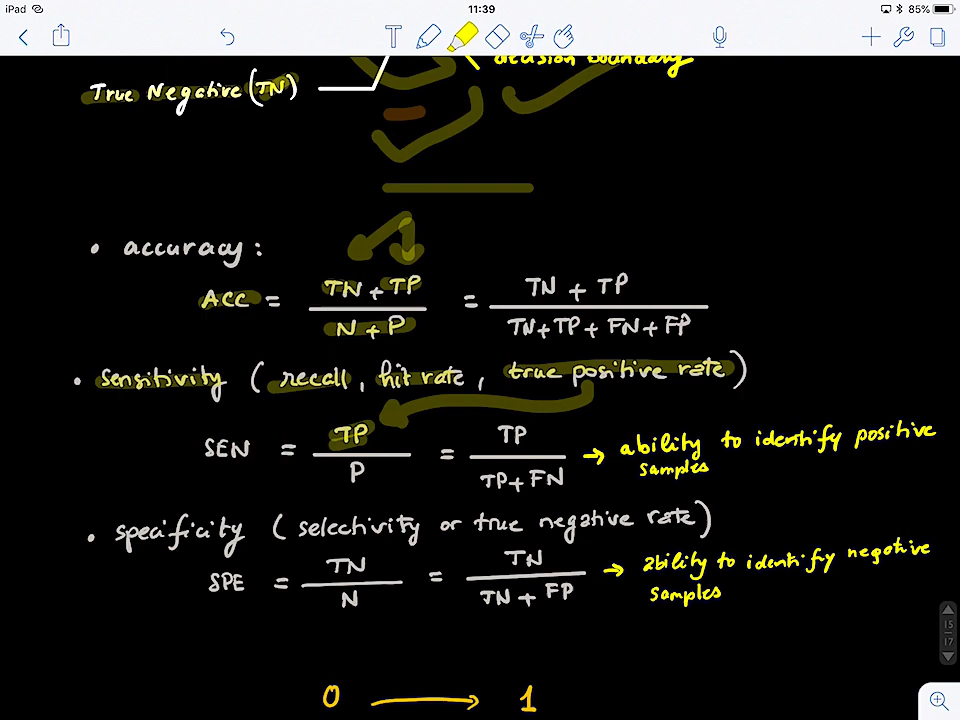 iPad 11:39 85%
decision boundary
True Negative (TN)
• accuracy:
ACC = TN + TP / N + P = TN + TP / TN + TP + FN + FP
• sensitivity (recall, hit rate, true positive rate)
SEN = TP / P = TP / TP + FN → ability to identify positive
samples
• specificity (selectivity or true negative rate)
SPE = TN / N = TN / TN + FP → ability to identify negative
samples
15
17
0 → 1